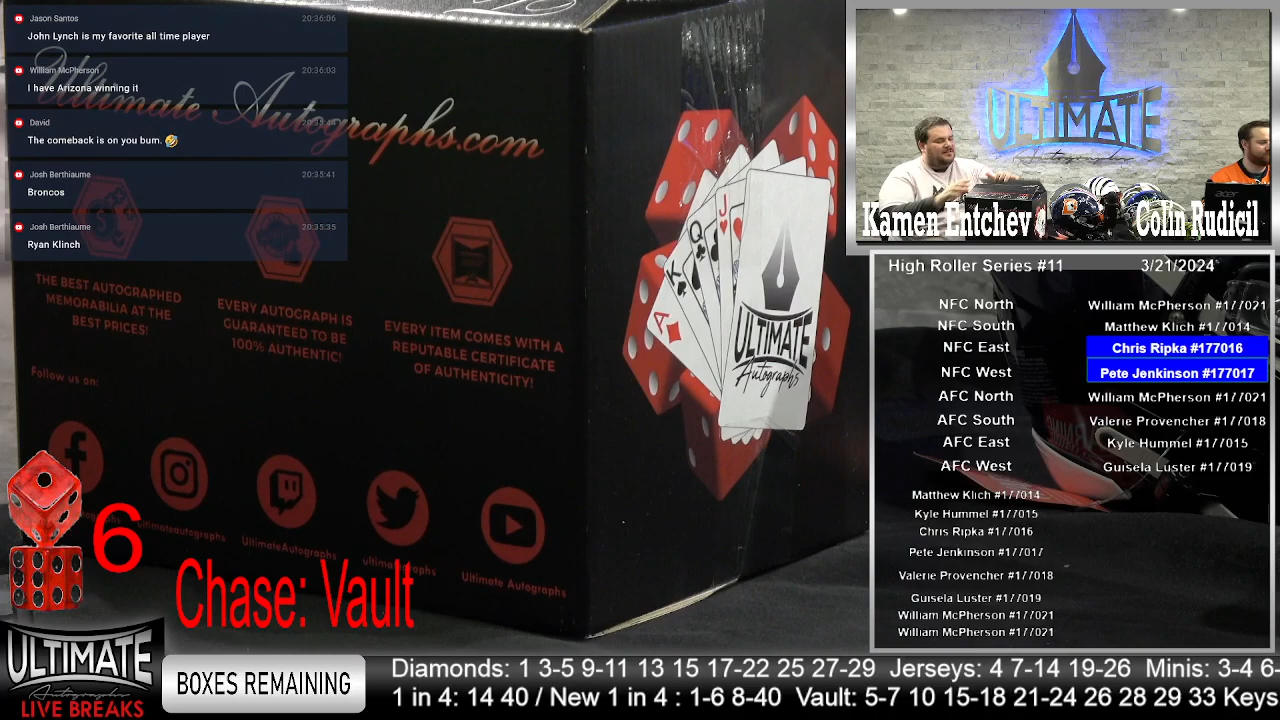 Jason Santos 20:36:06
John Lynch is my favorite all time player
William McPherson 20:36:03
I have Arizona winning it
David
The comeback is on you bum. 🤣
Josh Berthiaume 20:35:41
Broncos
Josh Berthiaume 20:35:35
Ryan Klinch
Ultimate Autographs.com
THE BEST AUTOGRAPHED
MEMORABILIA AT THE
BEST PRICES!
EVERY AUTOGRAPH IS
GUARANTEED TO BE
100% AUTHENTIC!
EVERY ITEM COMES WITH A
REPUTABLE CERTIFICATE
OF AUTHENTICITY!
Follow us on:
ultimateautographs
UltimateAutographs
Ultimate Autographs
A
K
Q
J
ULTIMATE
Autographs
6
Chase: Vault
ULTIMATE
Autographs
LIVE BREAKS
BOXES REMAINING
ULTIMATE
Autographs
acer
Kamen Entchev
Colin Rudicil
High Roller Series #11 3/21/2024
NFC North William McPherson #177021
NFC South Matthew Klich #177014
NFC East Chris Ripka #177016
NFC West Pete Jenkinson #177017
AFC North William McPherson #177021
AFC South Valerie Provencher #177018
AFC East Kyle Hummel #177015
AFC West Guisela Luster #177019
Matthew Klich #177014
Kyle Hummel #177015
Chris Ripka #177016
Pete Jenkinson #177017
Valerie Provencher #177018
Guisela Luster #177019
William McPherson #177021
William McPherson #177021
Diamonds: 1 3-5 9-11 13 15 17-22 25 27-29 Jerseys: 4 7-14 19-26 Minis: 3-4 6-
1 in 4: 14 40 / New 1 in 4 : 1-6 8-40 Vault: 5-7 10 15-18 21-24 26 28 29 33 Keys